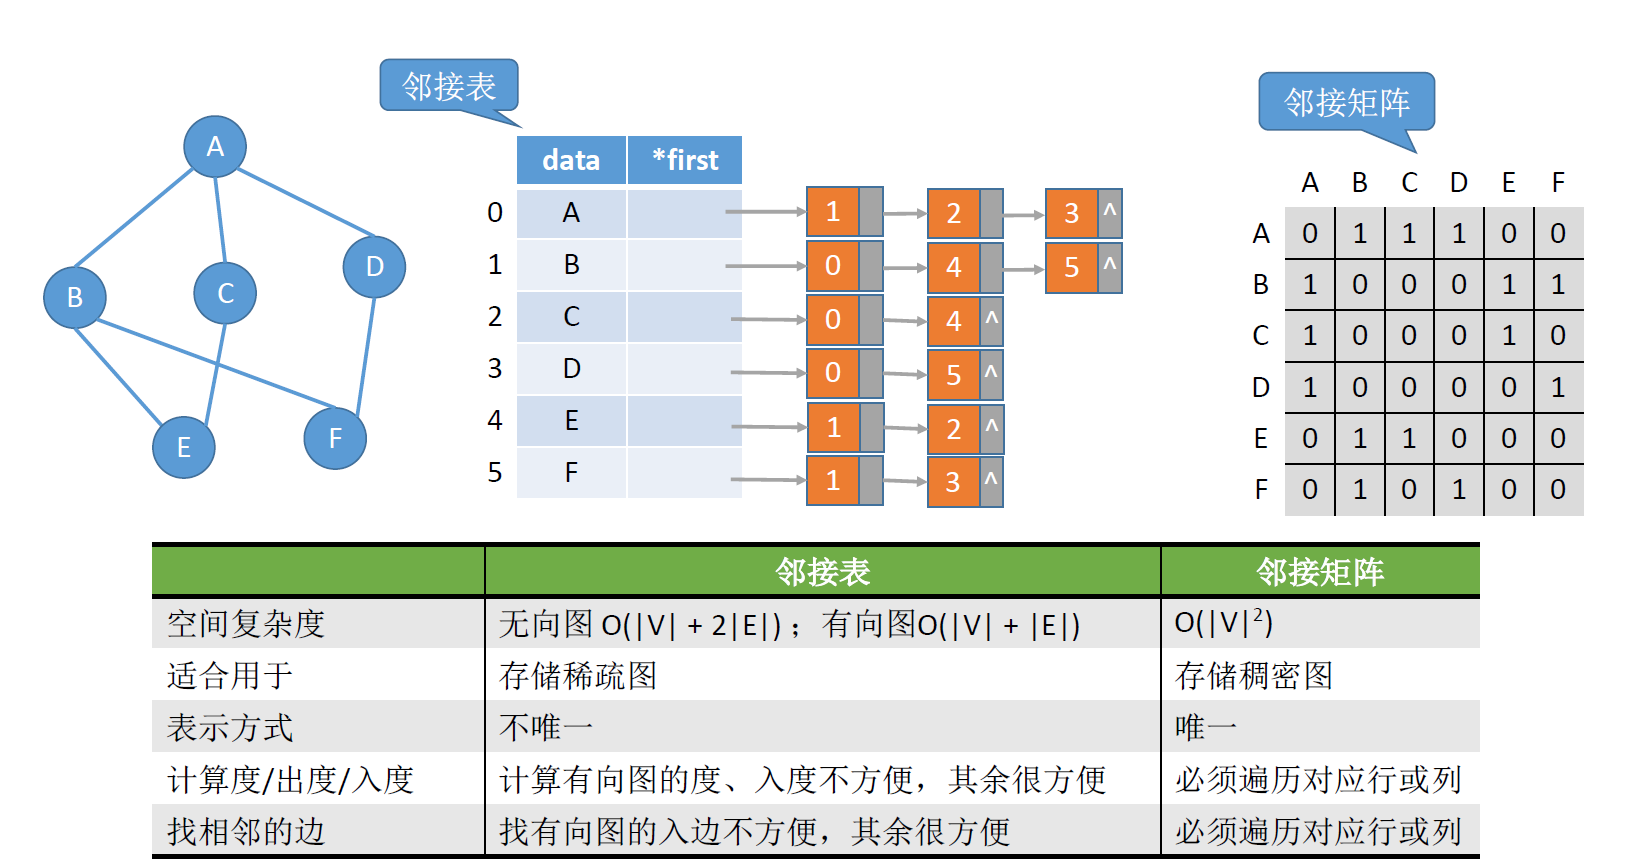 邻接表
邻接矩阵
A
B
C
D
E
F
data *first
0 A 1 2 3 ^
1 B 0 4 5 ^
2 C 0 4 ^
3 D 0 5 ^
4 E 1 2 ^
5 F 1 3 ^
A B C D E F
A 0 1 1 1 0 0
B 1 0 0 0 1 1
C 1 0 0 0 1 0
D 1 0 0 0 0 1
E 0 1 1 0 0 0
F 0 1 0 1 0 0
邻接表 邻接矩阵
空间复杂度 无向图 O(|V| + 2|E|)；有向图O(|V| + |E|) O(|V|²)
适合用于 存储稀疏图 存储稠密图
表示方式 不唯一 唯一
计算度/出度/入度 计算有向图的度、入度不方便，其余很方便 必须遍历对应行或列
找相邻的边 找有向图的入边不方便，其余很方便 必须遍历对应行或列